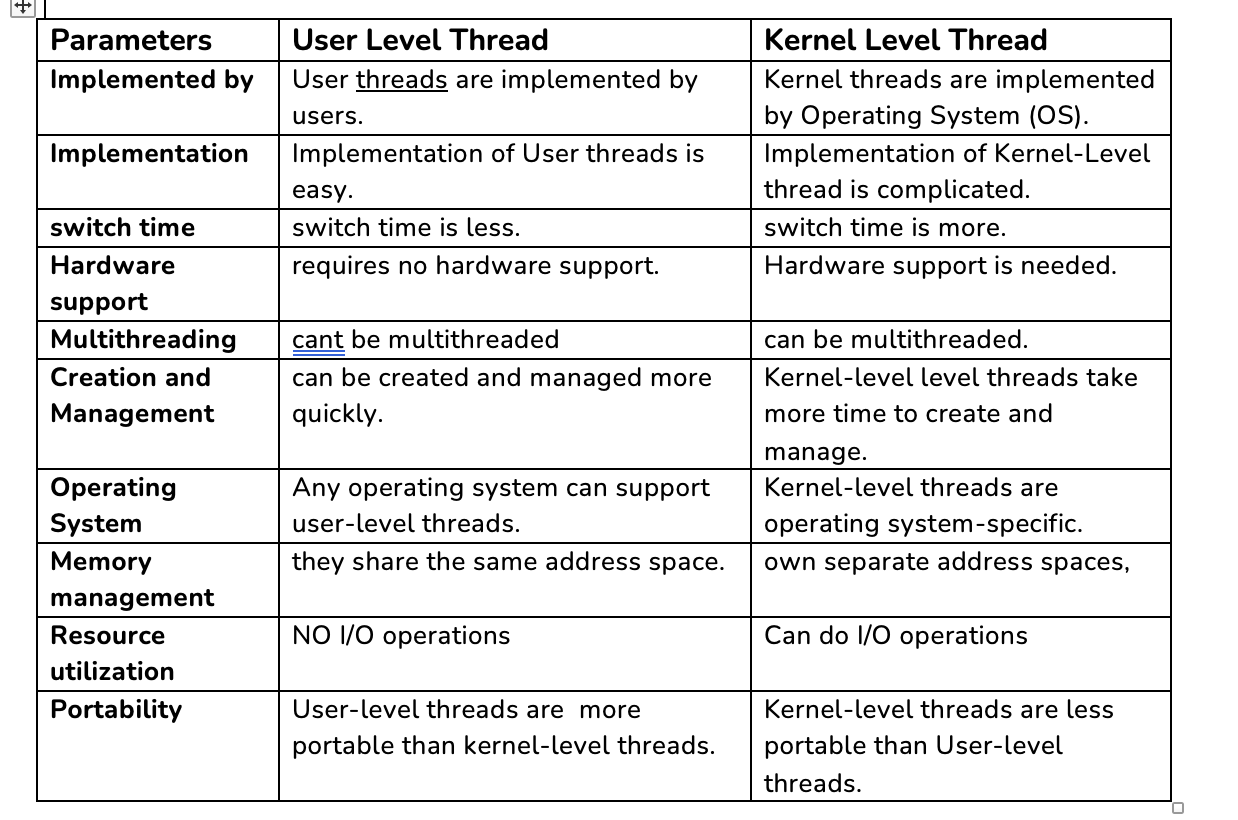 Parameters User Level Thread Kernel Level Thread
Implemented by User threads are implemented by users. Kernel threads are implemented by Operating System (OS).
Implementation Implementation of User threads is easy. Implementation of Kernel-Level thread is complicated.
switch time switch time is less. switch time is more.
Hardware support requires no hardware support. Hardware support is needed.
Multithreading cant be multithreaded can be multithreaded.
Creation and Management can be created and managed more quickly. Kernel-level level threads take more time to create and manage.
Operating System Any operating system can support user-level threads. Kernel-level threads are operating system-specific.
Memory management they share the same address space. own separate address spaces,
Resource utilization NO I/O operations Can do I/O operations
Portability User-level threads are  more portable than kernel-level threads. Kernel-level threads are less portable than User-level threads.